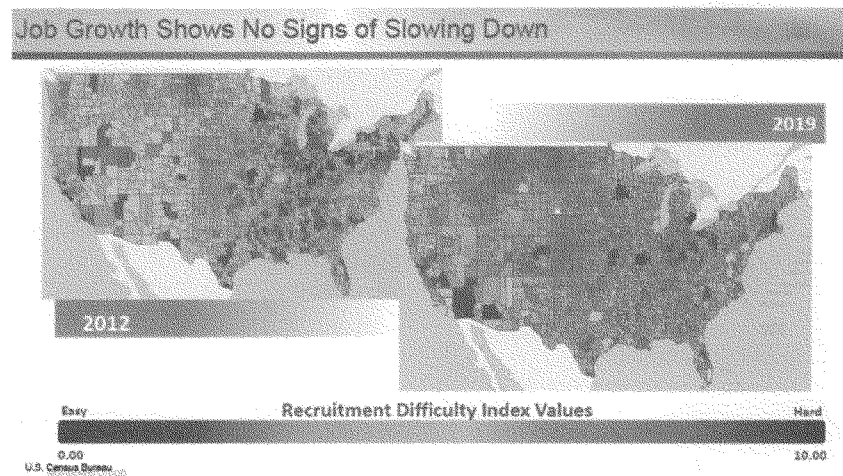 Job Growth Shows No Signs of Slowing Down
2019
2012
Easy
Recruitment Difficulty Index Values
Hard
0.00
10.00
U.S. Census Bureau